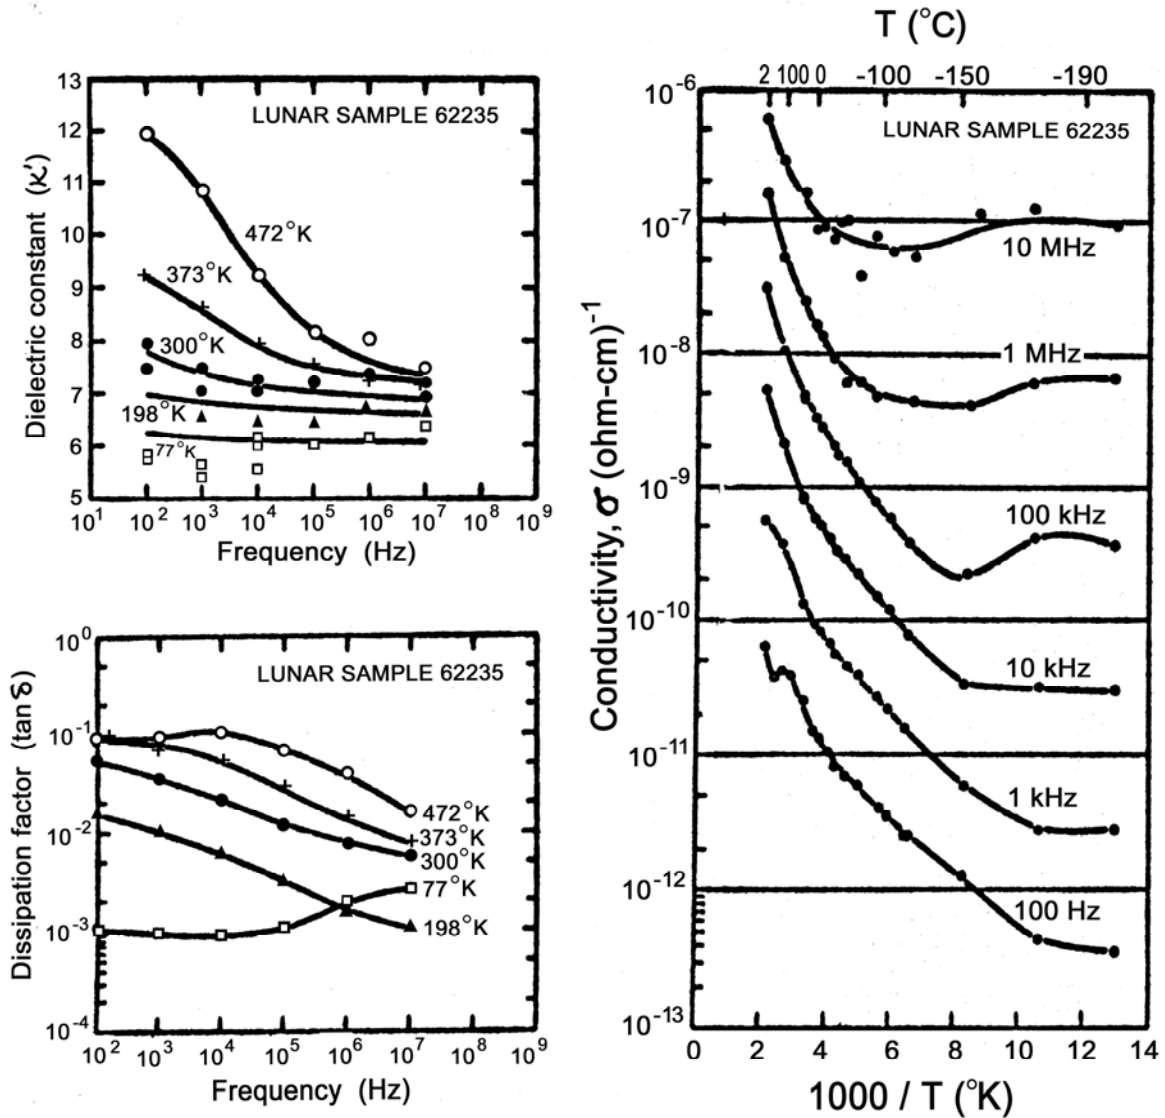 13
12
11
10
9
8
7
6
5
Dielectric constant (κ')
LUNAR SAMPLE 62235
472°K
373°K
300°K
198°K
77°K
10¹ 10² 10³ 10⁴ 10⁵ 10⁶ 10⁷ 10⁸ 10⁹
Frequency (Hz)
10⁰
10⁻¹
10⁻²
10⁻³
10⁻⁴
Dissipation factor (tan δ)
LUNAR SAMPLE 62235
472°K
373°K
300°K
77°K
198°K
10² 10³ 10⁴ 10⁵ 10⁶ 10⁷ 10⁸ 10⁹
Frequency (Hz)
T (°C)
2 100 0 -100 -150 -190
10⁻⁶
10⁻⁷
10⁻⁸
10⁻⁹
10⁻¹⁰
10⁻¹¹
10⁻¹²
10⁻¹³
Conductivity, σ (ohm-cm)⁻¹
LUNAR SAMPLE 62235
10 MHz
1 MHz
100 kHz
10 kHz
1 kHz
100 Hz
0 2 4 6 8 10 12 14
1000 / T (°K)